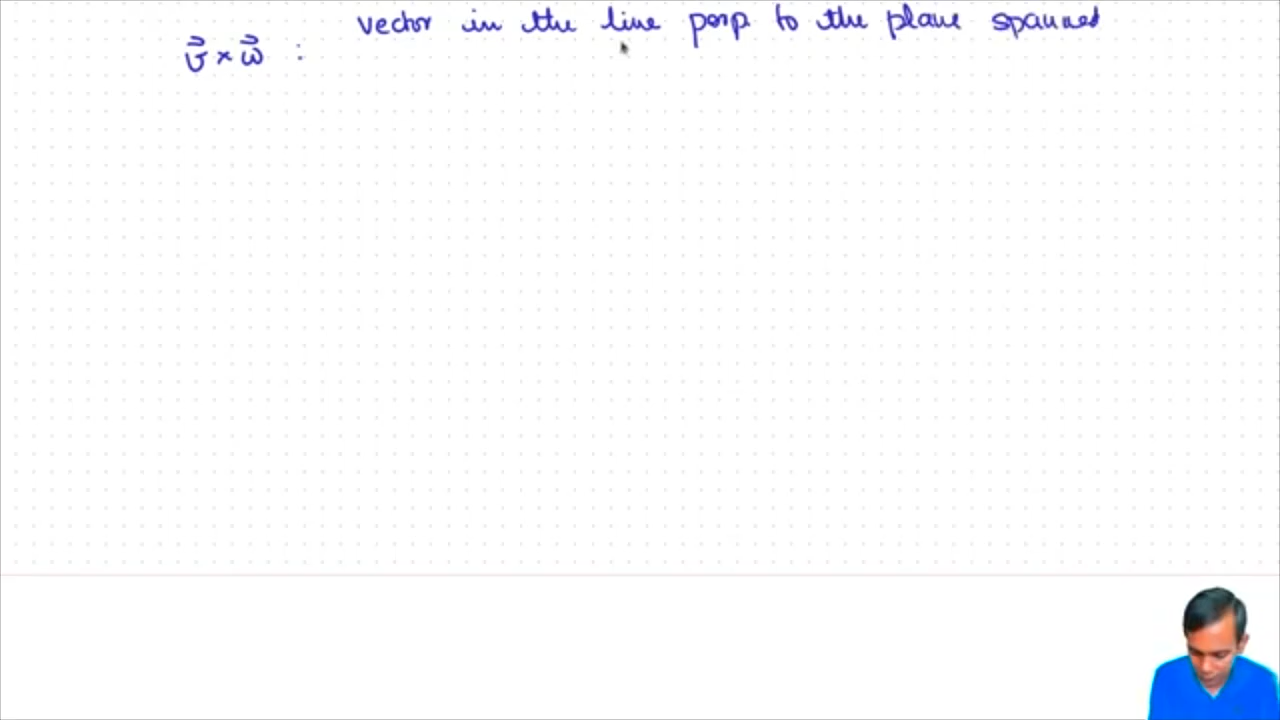 vector in the line perp to the plane spanned
v⃗ × w⃗ :